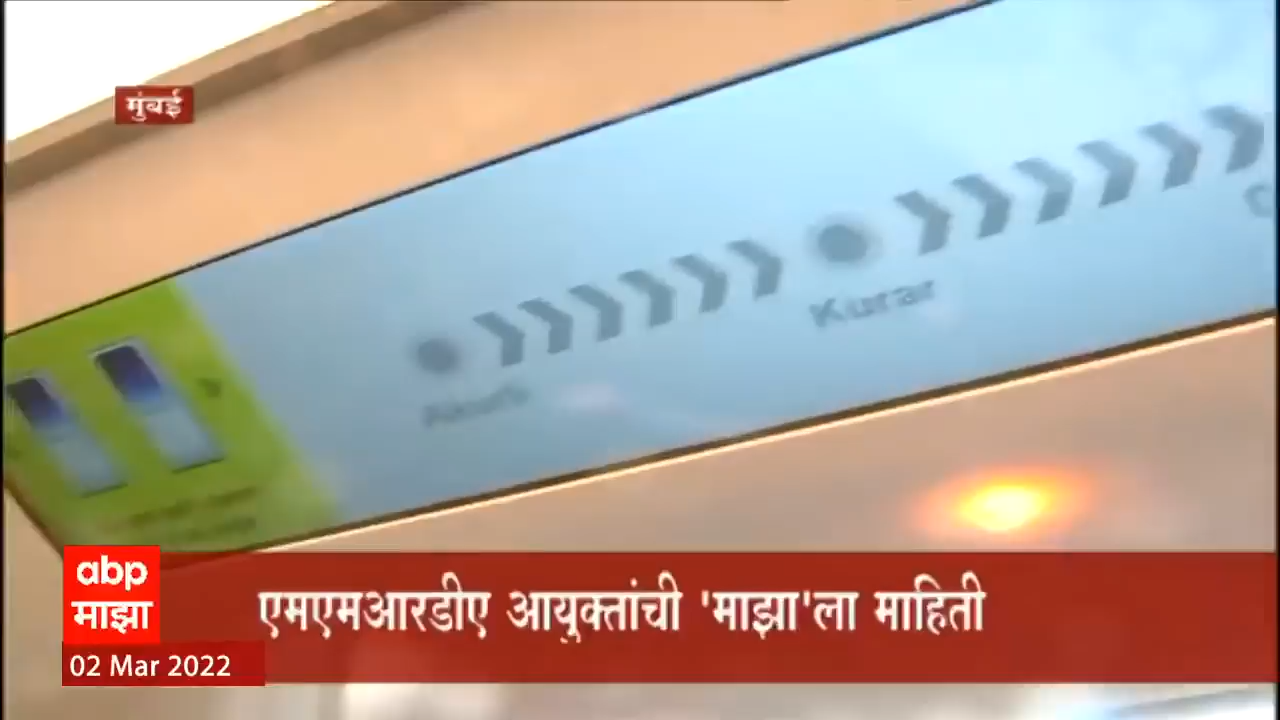 मुंबई
Kurar
abp
माझा
एमएमआरडीए आयुक्तांची 'माझा'ला माहिती
02 Mar 2022